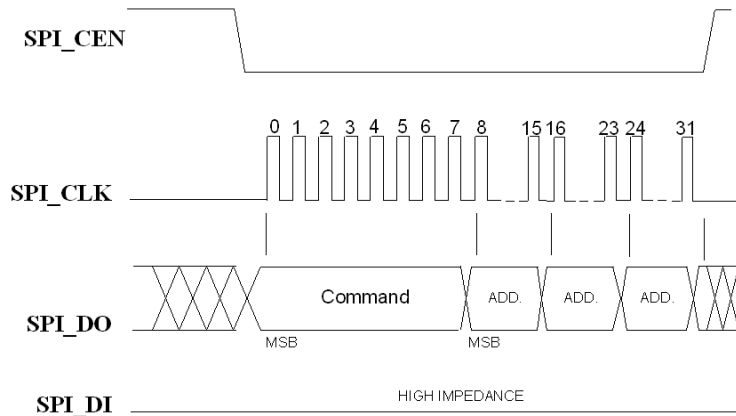 SPI_CEN
0 1 2 3 4 5 6 7 8 15 16 23 24 31
SPI_CLK
Command ADD. ADD. ADD.
SPI_DO
MSB MSB
HIGH IMPEDANCE
SPI_DI